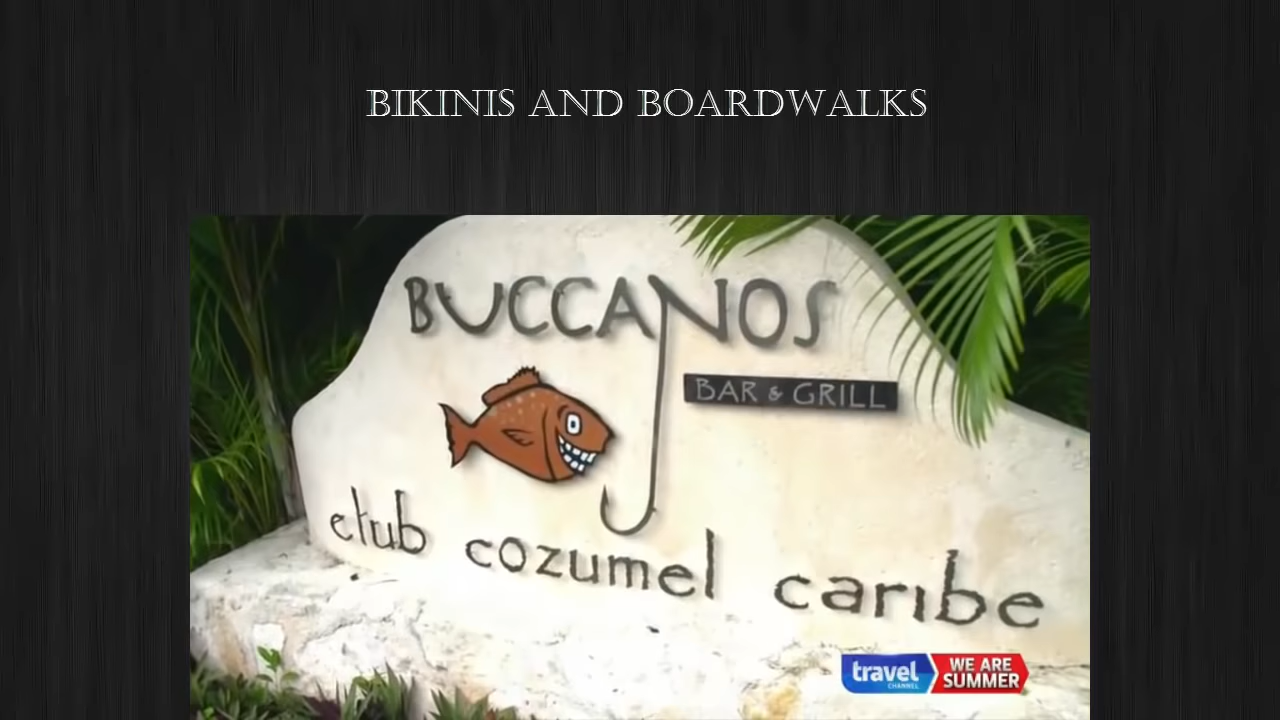 BIKINIS AND BOARDWALKS
BUCCANOS
BAR & GRILL
club cozumel caribe
travel CHANNEL
WE ARE SUMMER